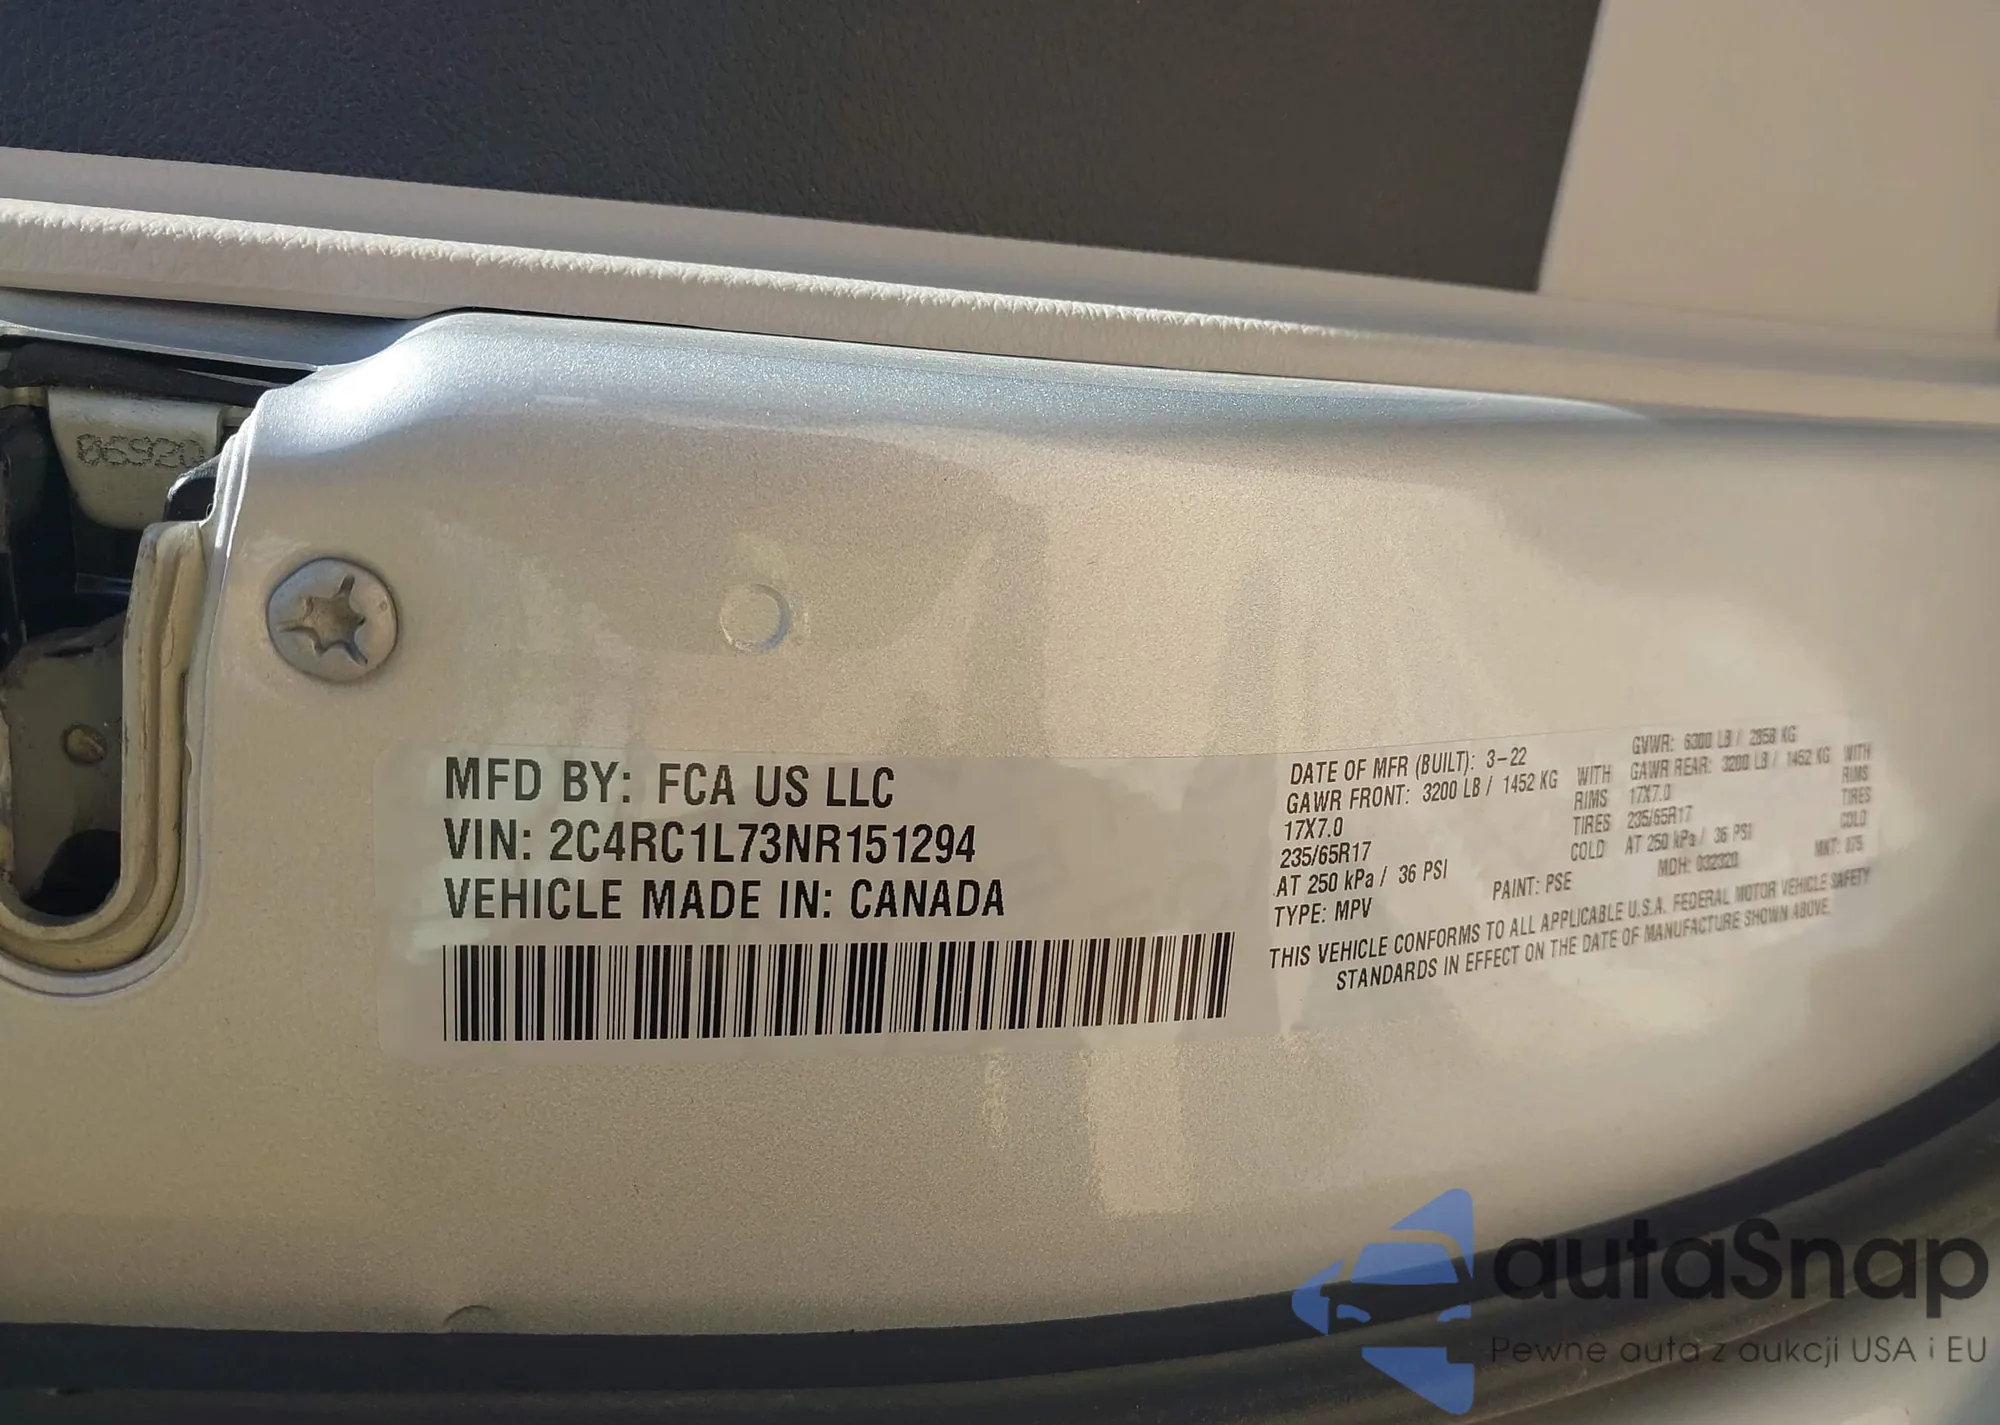 06920
MFD BY: FCA US LLC
VIN: 2C4RC1L73NR151294
VEHICLE MADE IN: CANADA
DATE OF MFR (BUILT): 3-22 GVWR: 6300 LB / 2858 KG
GAWR FRONT: 3200 LB / 1452 KG WITH GAWR REAR: 3200 LB / 1452 KG WITH
17X7.0 RIMS 17X7.0 RIMS
235/65R17 TIRES 235/65R17 TIRES
AT 250 kPa / 36 PSI COLD AT 250 kPa / 36 PSI COLD
TYPE: MPV PAINT: PSE MDH: 032320
THIS VEHICLE CONFORMS TO ALL APPLICABLE U.S.A. FEDERAL MOTOR VEHICLE SAFETY
STANDARDS IN EFFECT ON THE DATE OF MANUFACTURE SHOWN ABOVE.
autaSnap
Pewne auta z aukcji USA i EU